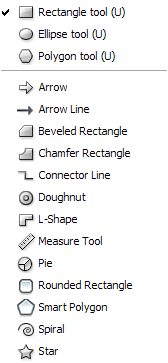 Rectangle tool (U)
Ellipse tool (U)
Polygon tool (U)
Arrow
Arrow Line
Beveled Rectangle
Chamfer Rectangle
Connector Line
Doughnut
L-Shape
Measure Tool
Pie
Rounded Rectangle
Smart Polygon
Spiral
Star